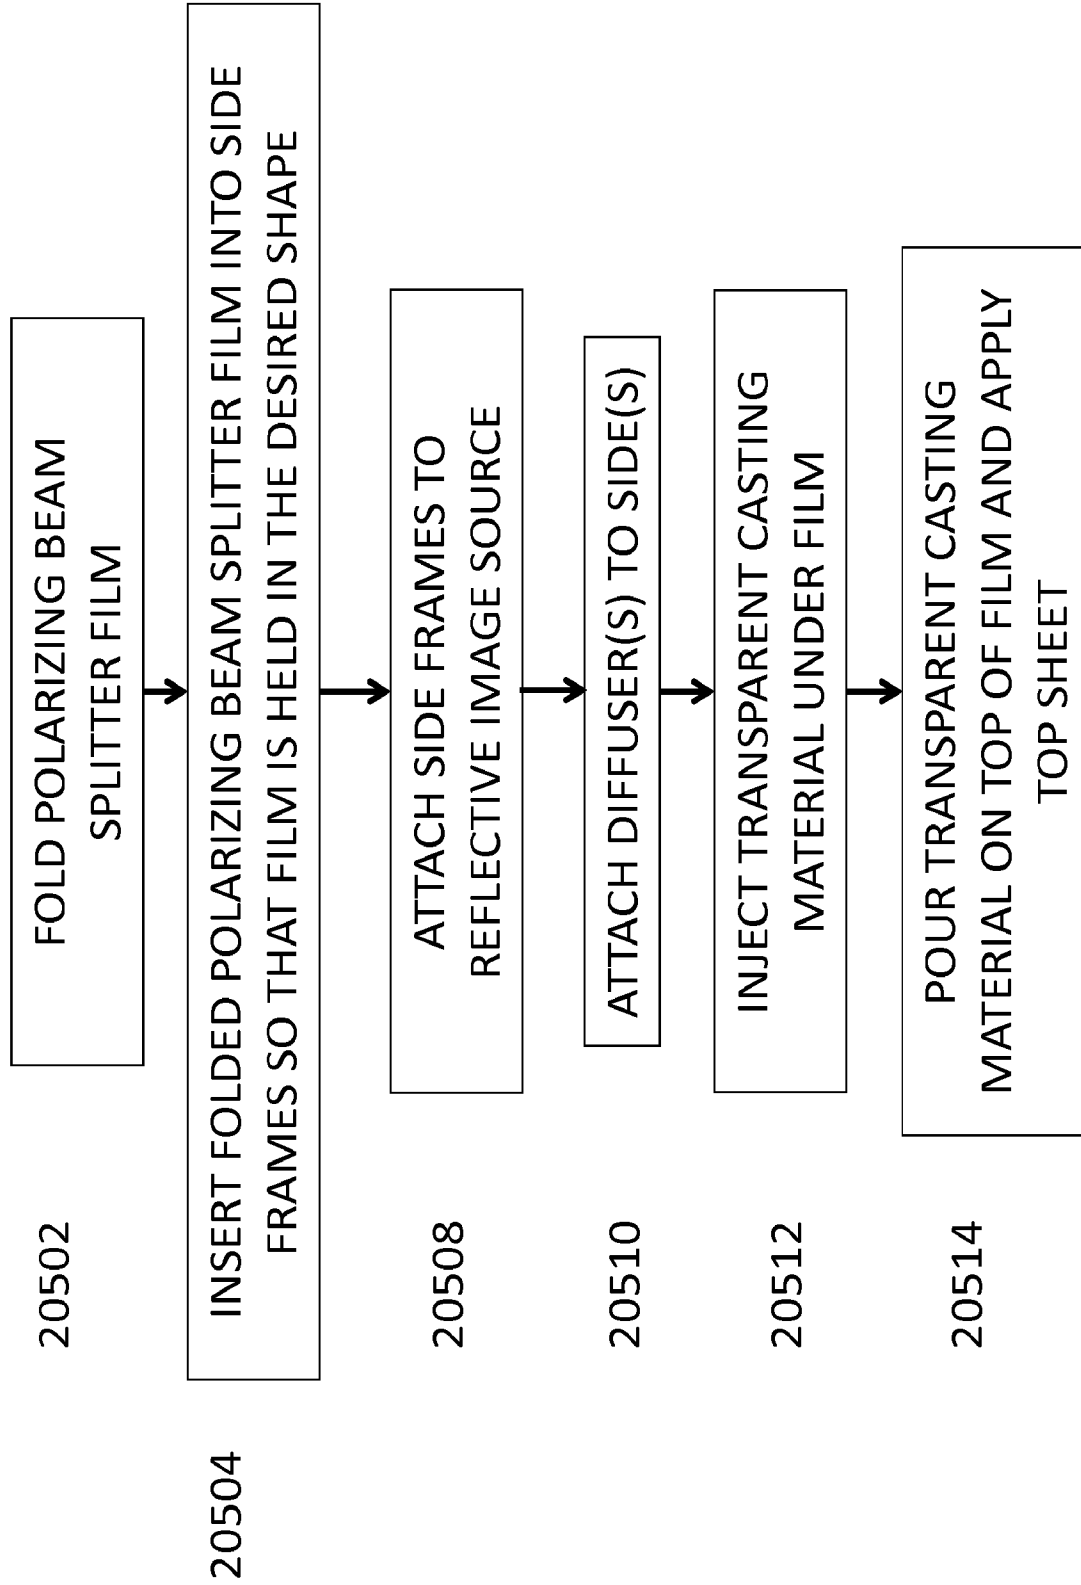 20502
FOLD POLARIZING BEAM
SPLITTER FILM
20504
INSERT FOLDED POLARIZING BEAM SPLITTER FILM INTO SIDE
FRAMES SO THAT FILM IS HELD IN THE DESIRED SHAPE
20508
ATTACH SIDE FRAMES TO
REFLECTIVE IMAGE SOURCE
20510
ATTACH DIFFUSER(S) TO SIDE(S)
20512
INJECT TRANSPARENT CASTING
MATERIAL UNDER FILM
20514
POUR TRANSPARENT CASTING
MATERIAL ON TOP OF FILM AND APPLY
TOP SHEET